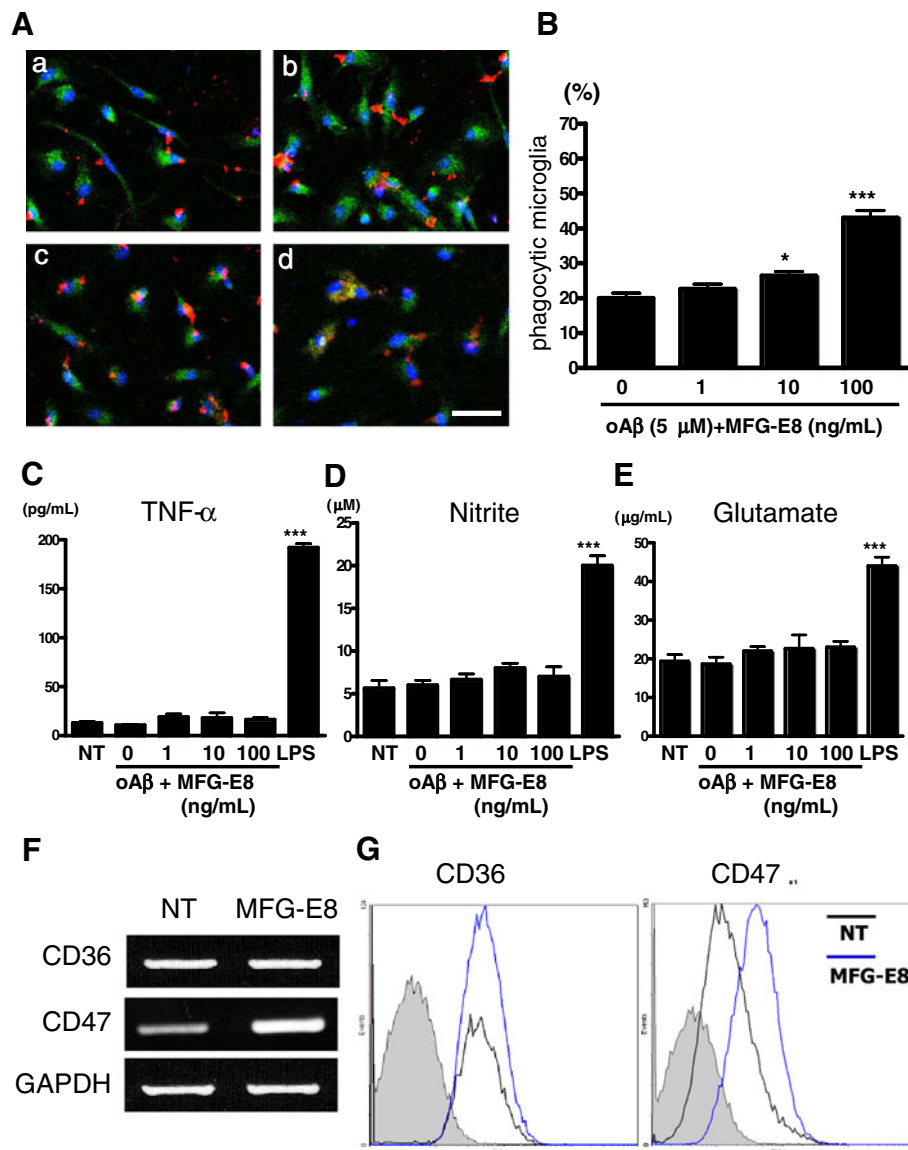 A
a
b
c
d
B
(%)
phagocytic microglia
70
60
50
40
30
20
10
0
*
***
0 1 10 100
oAβ (5 μM)+MFG-E8 (ng/mL)
C
(pg/mL)
TNF-α
200
150
100
50
0
***
NT 0 1 10 100 LPS
oAβ + MFG-E8
(ng/mL)
D
(μM)
Nitrite
25
20
15
10
5
0
***
NT 0 1 10 100 LPS
oAβ + MFG-E8
(ng/mL)
E
(μg/mL)
Glutamate
50
40
30
20
10
0
***
NT 0 1 10 100 LPS
oAβ + MFG-E8
(ng/mL)
F
NT MFG-E8
CD36
CD47
GAPDH
G
CD36
Events
0
CD47
Events
0
NT
MFG-E8